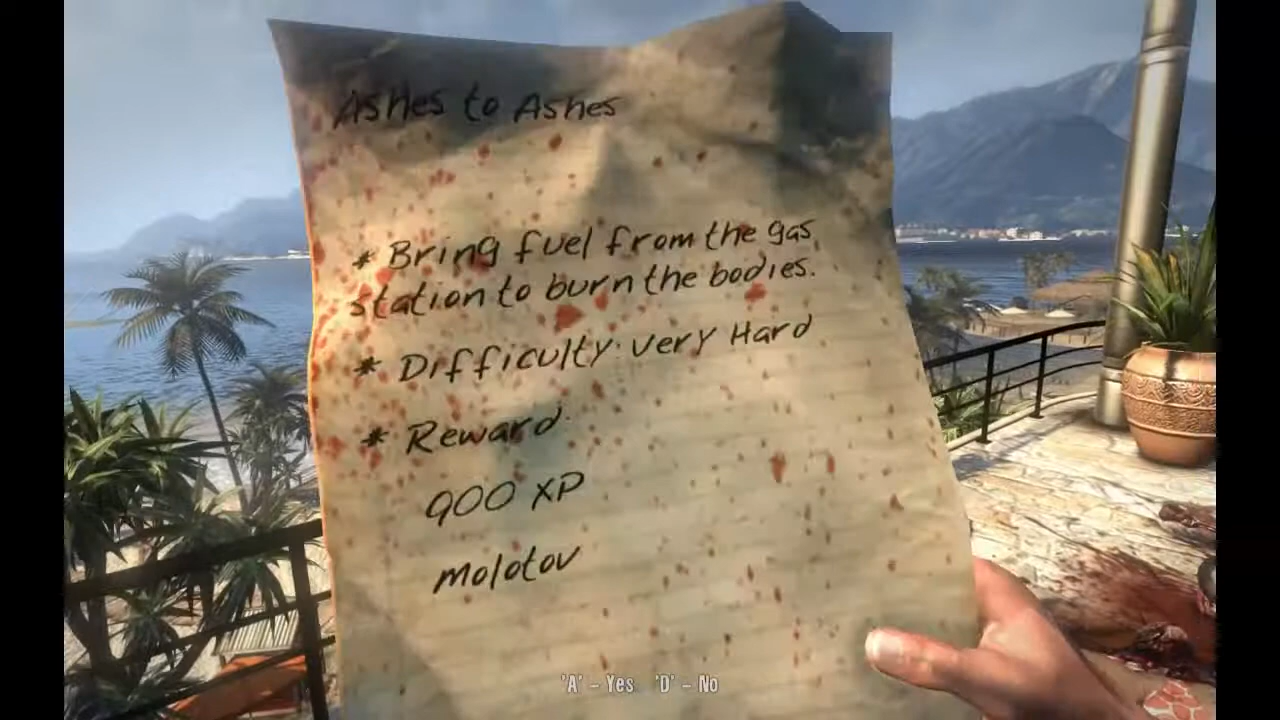 Ashes to Ashes
* Bring fuel from the gas
station to burn the bodies.
* Difficulty: Very Hard
* Reward:
900 XP
Molotov
'A' - Yes 'D' - No